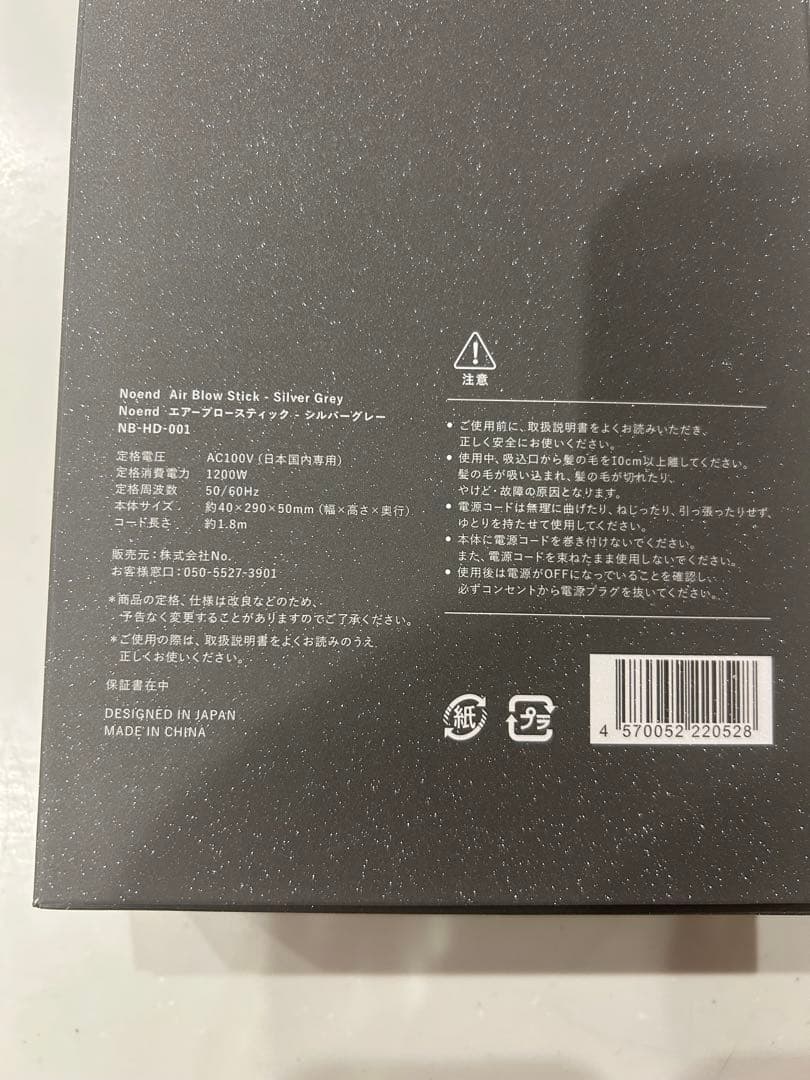 Noend Air Blow Stick - Silver Grey
Noend エアーブロースティック - シルバーグレー
NB-HD-001
定格電圧 AC100V (日本国内専用)
定格消費電力 1200W
定格周波数 50/60Hz
本体サイズ 約40×290×50mm (幅×高さ×奥行)
コード長さ 約1.8m
販売元:株式会社No.
お客様窓口:050-5527-3901
*商品の定格、仕様は改良などのため、
予告なく変更することがありますのでご了承ください。
*ご使用の際は、取扱説明書をよくお読みのうえ
正しくお使いください。
保証書在中
DESIGNED IN JAPAN
MADE IN CHINA
注意
• ご使用前に、取扱説明書をよくお読みいただき、
正しく安全にお使いください。
• 使用中、吸込口から髪の毛を10cm以上離してください。
髪の毛が吸い込まれ、髪の毛が切れたり、
やけど・故障の原因となります。
• 電源コードは無理に曲げたり、ねじったり、引っ張ったりせず、
ゆとりを持たせて使用してください。
• 本体に電源コードを巻き付けないでください。
また、電源コードを束ねたまま使用しないでください。
• 使用後は電源がOFFになっていることを確認し、
必ずコンセントから電源プラグを抜いてください。
紙
プラ
4 570052 220528